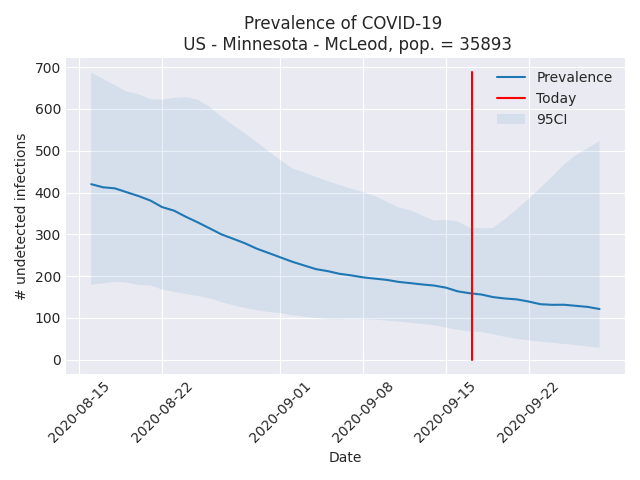 Prevalence of COVID-19
US - Minnesota - McLeod, pop. = 35893
700
600
500
400
300
200
100
0
# undetected infections
Prevalence
Today
95CI
2020-08-15
2020-08-22
2020-09-01
2020-09-08
2020-09-15
2020-09-22
Date